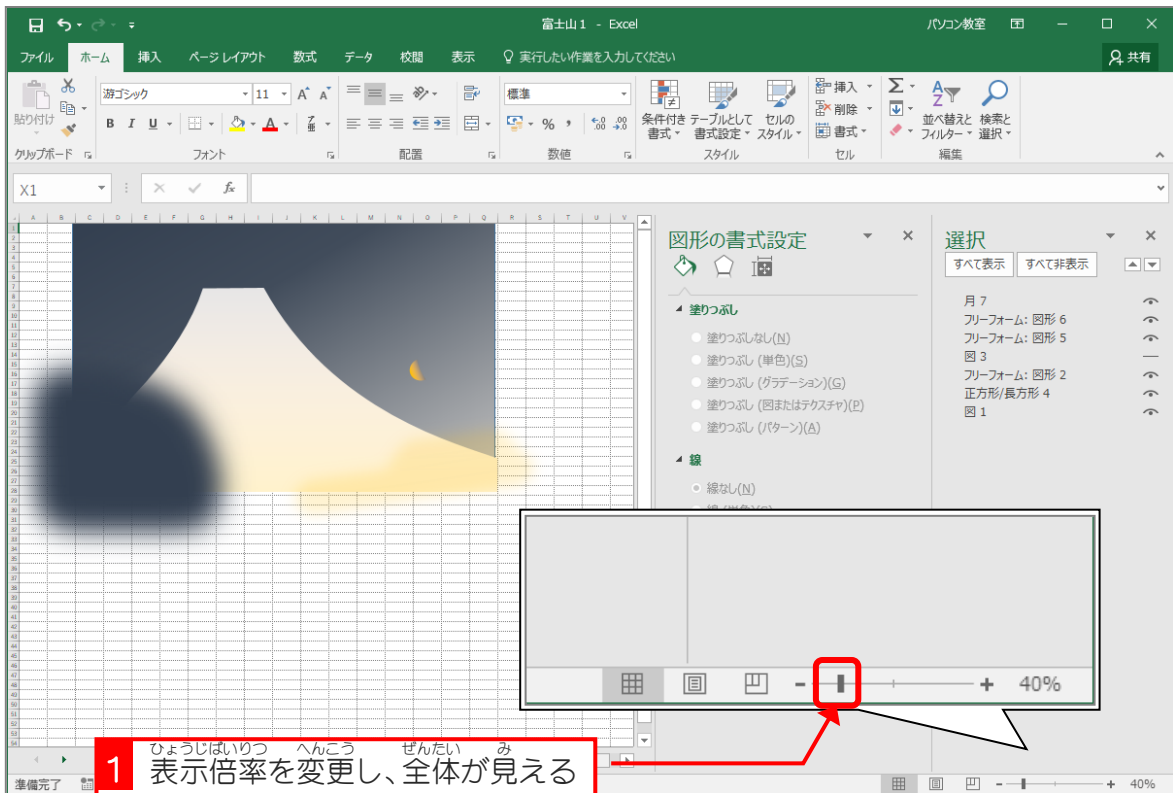 富士山1 - Excel
パソコン教室
ファイル ホーム 挿入 ページ レイアウト 数式 データ 校閲 表示 実行したい作業を入力してください 共有
貼り付け
游ゴシック 11 A A
B I U A
標準
% ,
条件付き書式
テーブルとして書式設定
セルのスタイル
挿入
削除
書式
Σ
並べ替えとフィルター
検索と選択
クリップボード フォント 配置 数値 スタイル セル 編集
X1 fx
A B C D E F G H I J K L M N O P Q R S T U V
図形の書式設定
塗りつぶし
塗りつぶしなし(N)
塗りつぶし (単色)(S)
塗りつぶし (グラデーション)(G)
塗りつぶし (図またはテクスチャ)(P)
塗りつぶし (パターン)(A)
線
線なし(N)
選択
すべて表示 すべて非表示
月 7
フリーフォーム: 図形 6
フリーフォーム: 図形 5
図 3
フリーフォーム: 図形 2
正方形/長方形 4
図 1
- + 40%
ひょうじばいりつ へんこう ぜんたい み
1 表示倍率を変更し、全体が見える
準備完了
- + 40%